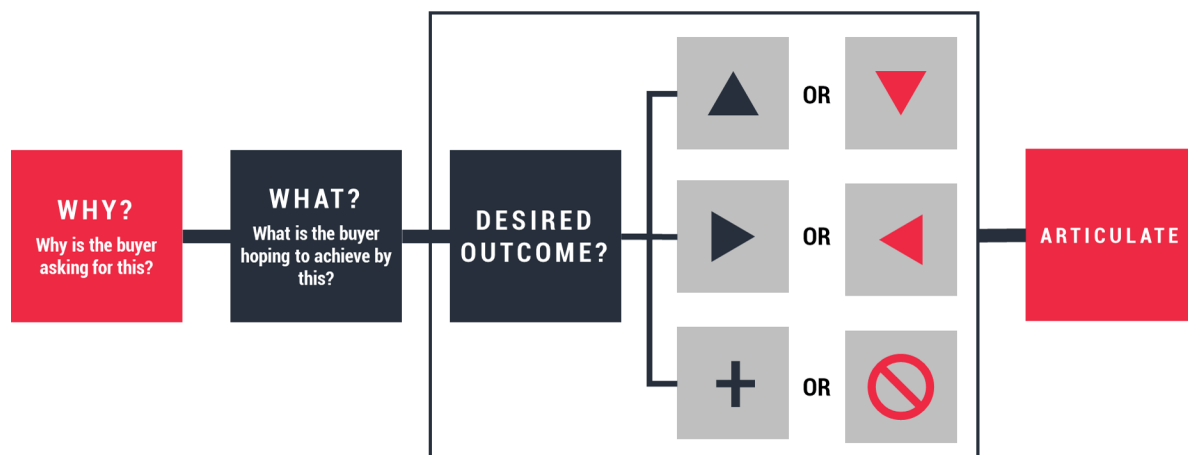 WHY?
Why is the buyer
asking for this?
WHAT?
What is the buyer
hoping to achieve by
this?
DESIRED
OUTCOME?
OR
OR
OR
ARTICULATE